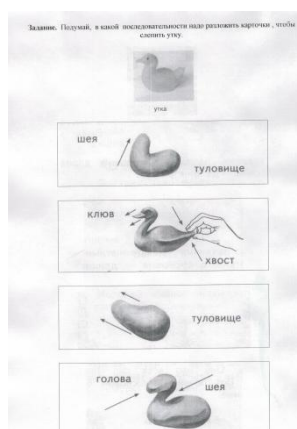 Задание. Подумай, в какой последовательности надо разложить карточки , чтобы
слепить утку.
утка
шея
туловище
клюв
хвост
туловище
голова
шея